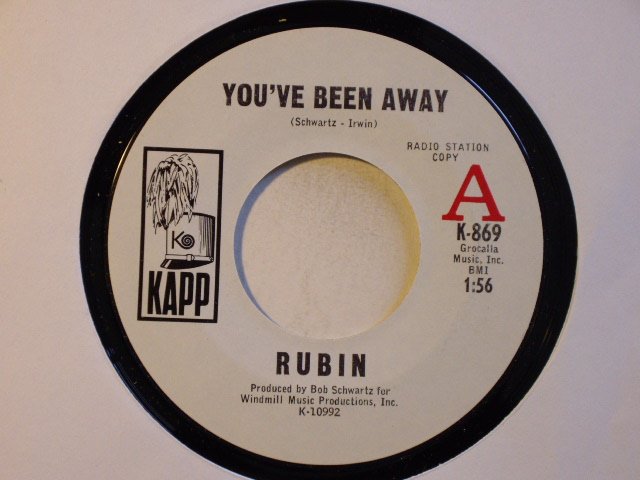 YOU'VE BEEN AWAY
(Schwartz - Irwin)
RADIO STATION
COPY
A
K-869
Grocalla
Music, Inc.
BMI
1:56
K
KAPP
RUBIN
Produced by Bob Schwartz for
Windmill Music Productions, Inc.
K-10992